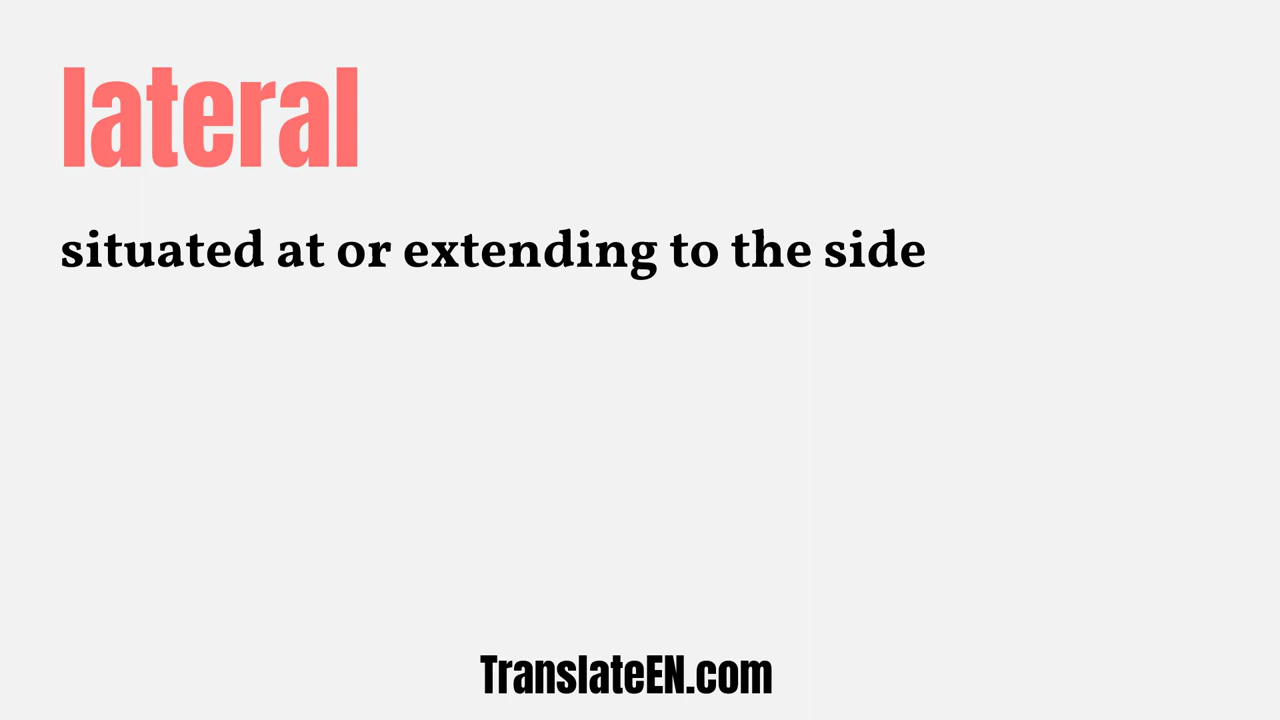 lateral
situated at or extending to the side
TranslateEN.com